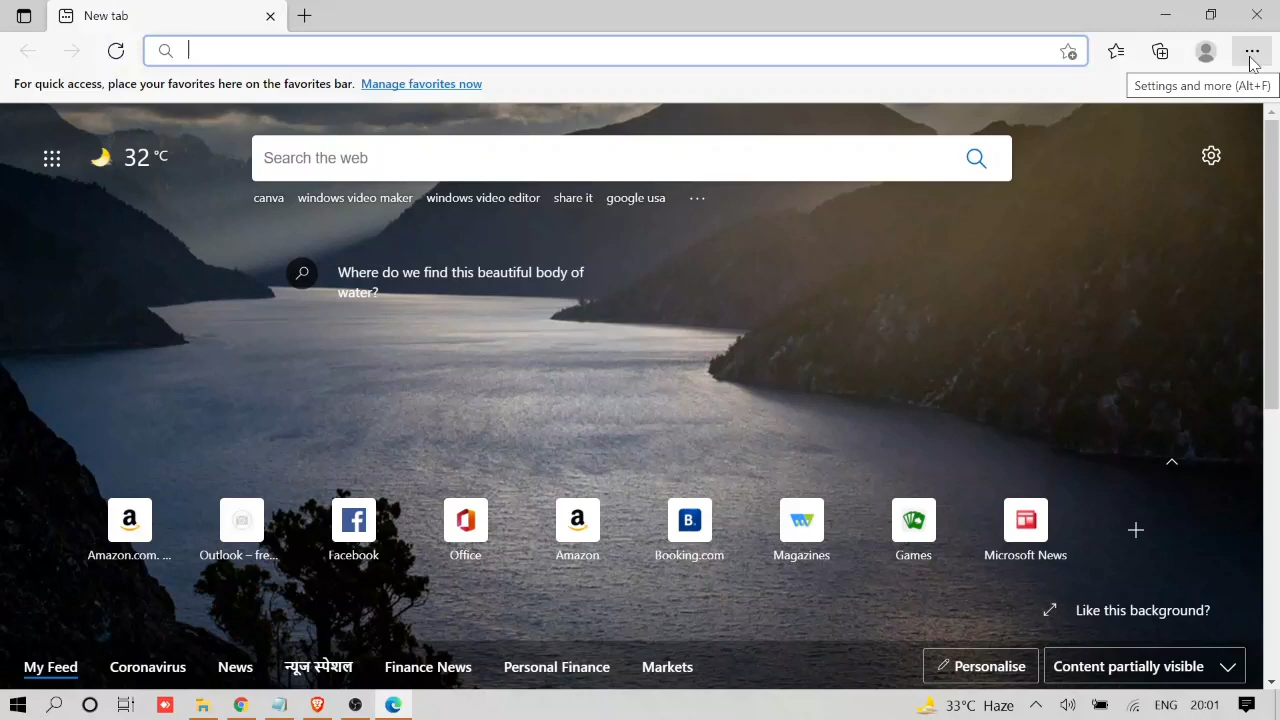 New tab
For quick access, place your favorites here on the favorites bar. Manage favorites now
Settings and more (Alt+F)
32 °C
Search the web
canva windows video maker windows video editor share it google usa ...
Where do we find this beautiful body of
water?
Amazon.com. ... Outlook – fre... Facebook Office Amazon Booking.com Magazines Games Microsoft News
Like this background?
My Feed Coronavirus News न्यूज स्पेशल Finance News Personal Finance Markets Personalise Content partially visible
33°C Haze ENG 20:01